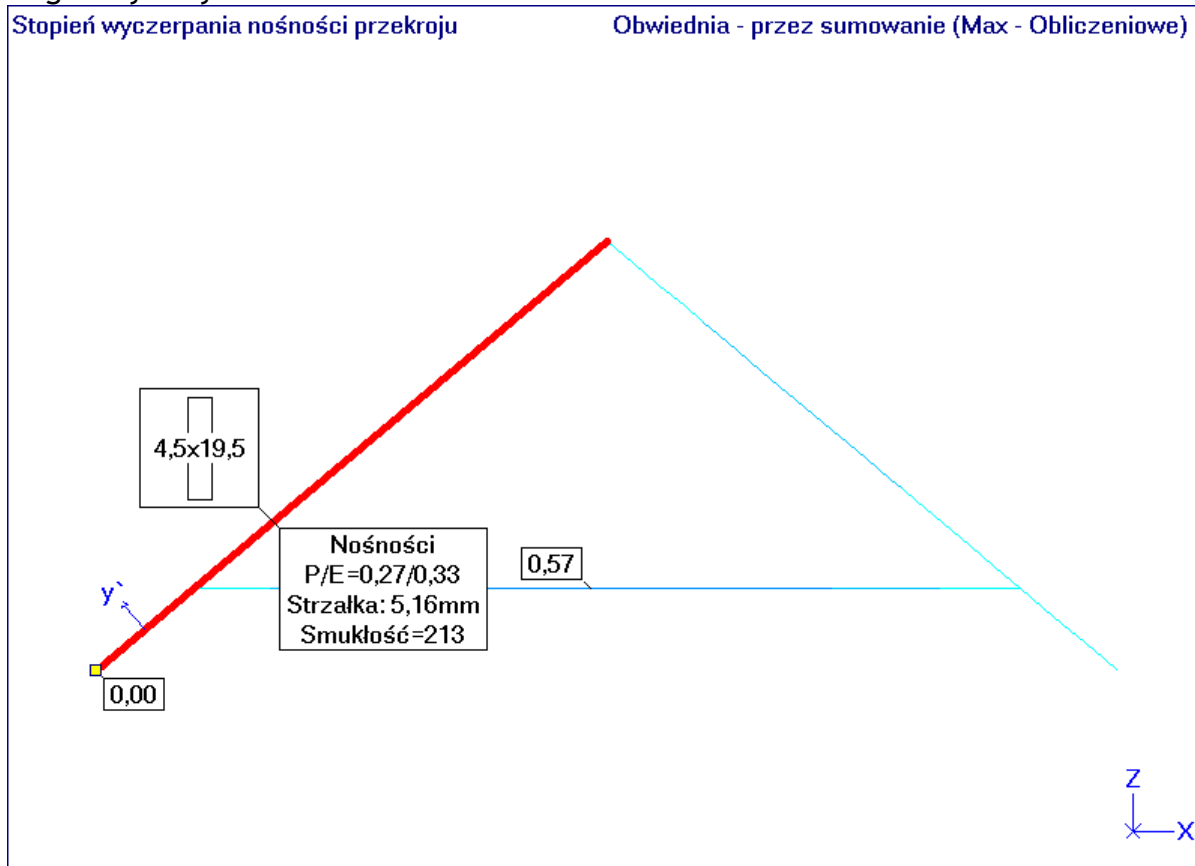 Stopień wyczerpania nośności przekroju
Obwiednia - przez sumowanie (Max - Obliczeniowe)
4,5x19,5
Nośności
P/E=0,27/0,33
Strzałka: 5,16mm
Smukłość=213
0,57
y`
0,00
Z
X